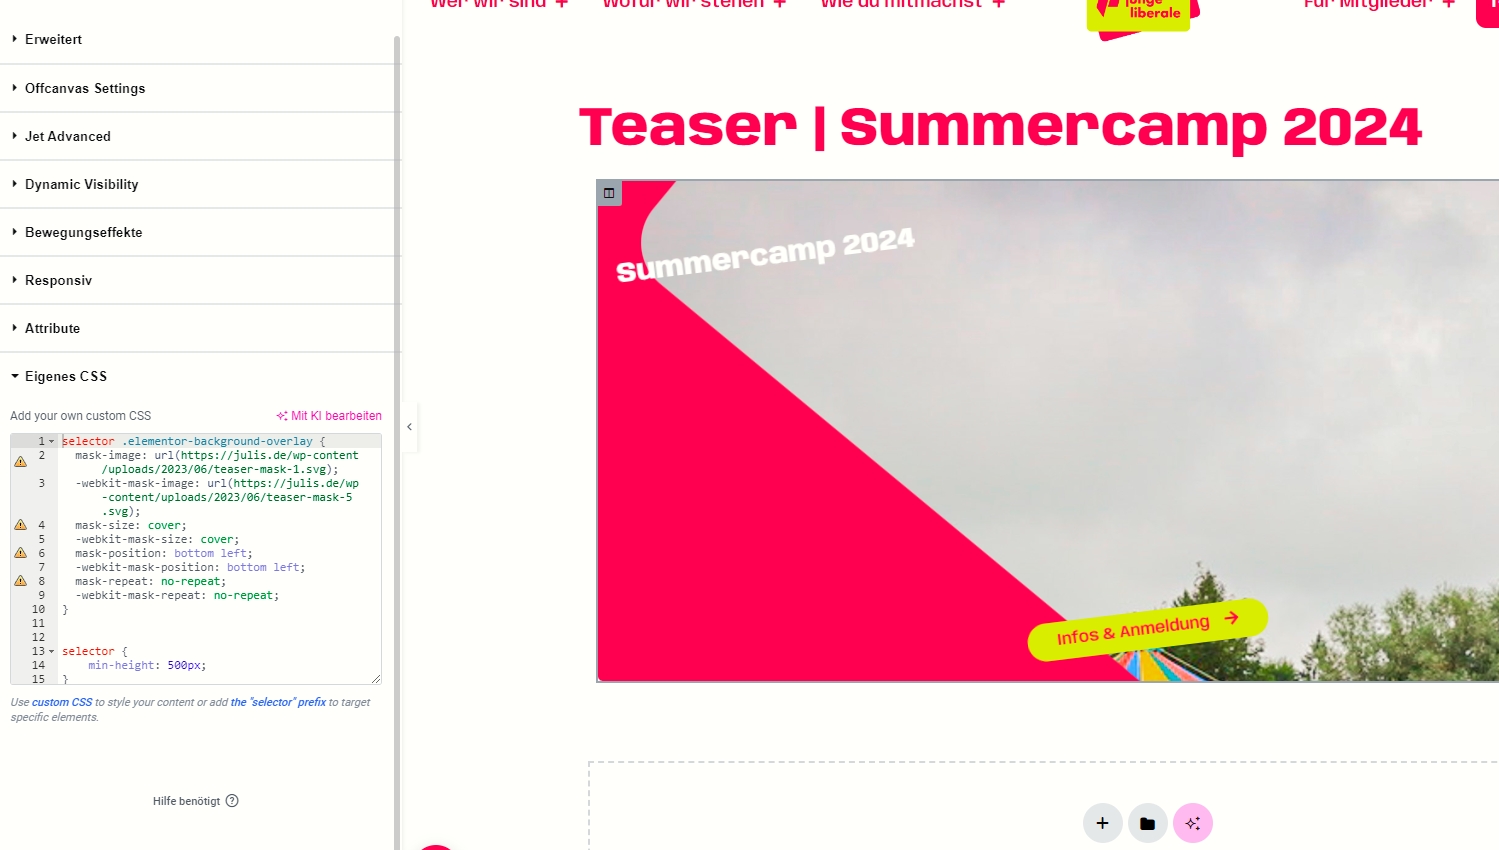 Wer wir sind +
Wofür wir stehen +
Wie du mitmachst +
junge
liberale
Für Mitglieder +
Erweitert
Offcanvas Settings
Jet Advanced
Dynamic Visibility
Bewegungseffekte
Responsiv
Attribute
Eigenes CSS
Add your own custom CSS
Mit KI bearbeiten
1 selector .elementor-background-overlay {
2 mask-image: url(https://julis.de/wp-content
/uploads/2023/06/teaser-mask-1.svg);
3 -webkit-mask-image: url(https://julis.de/wp
-content/uploads/2023/06/teaser-mask-5
.svg);
4 mask-size: cover;
5 -webkit-mask-size: cover;
6 mask-position: bottom left;
7 -webkit-mask-position: bottom left;
8 mask-repeat: no-repeat;
9 -webkit-mask-repeat: no-repeat;
10 }
11
12
13 selector {
14 min-height: 500px;
15 }
Use custom CSS to style your content or add the "selector" prefix to target
specific elements.
Hilfe benötigt ?
Teaser | Summercamp 2024
Summercamp 2024
Infos & Anmeldung →